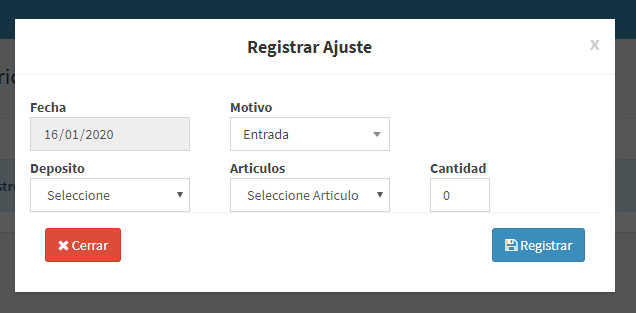 Registrar Ajuste x
Fecha Motivo
16/01/2020 Entrada
Deposito Articulos Cantidad
Seleccione Seleccione Articulo 0
Cerrar Registrar